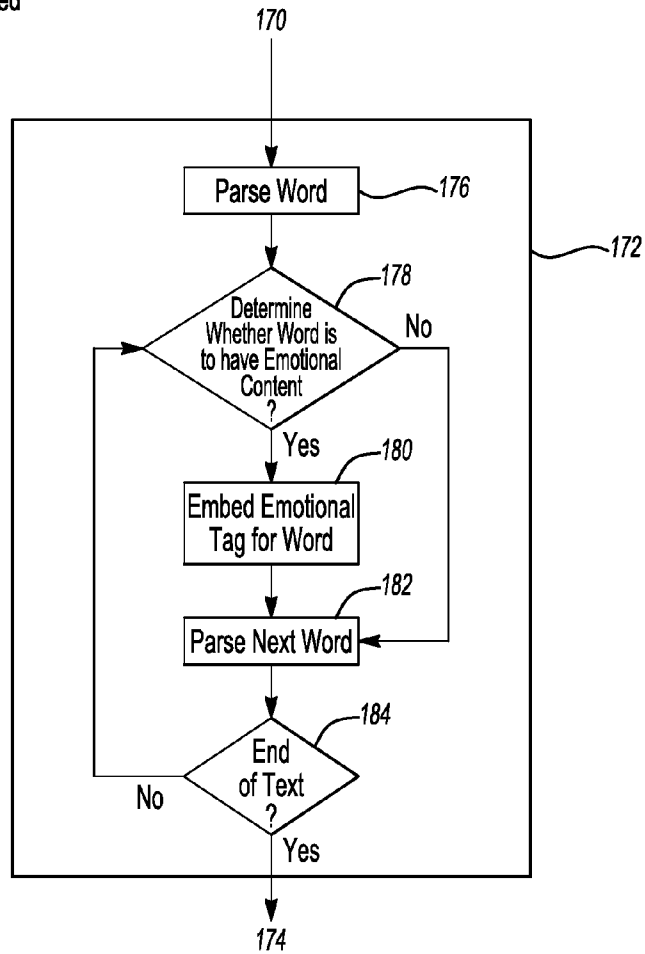 170
Parse Word
176
172
178
Determine
Whether Word is
to have Emotional
Content
?
No
Yes
180
Embed Emotional
Tag for Word
182
Parse Next Word
184
End
of Text
?
No
Yes
174